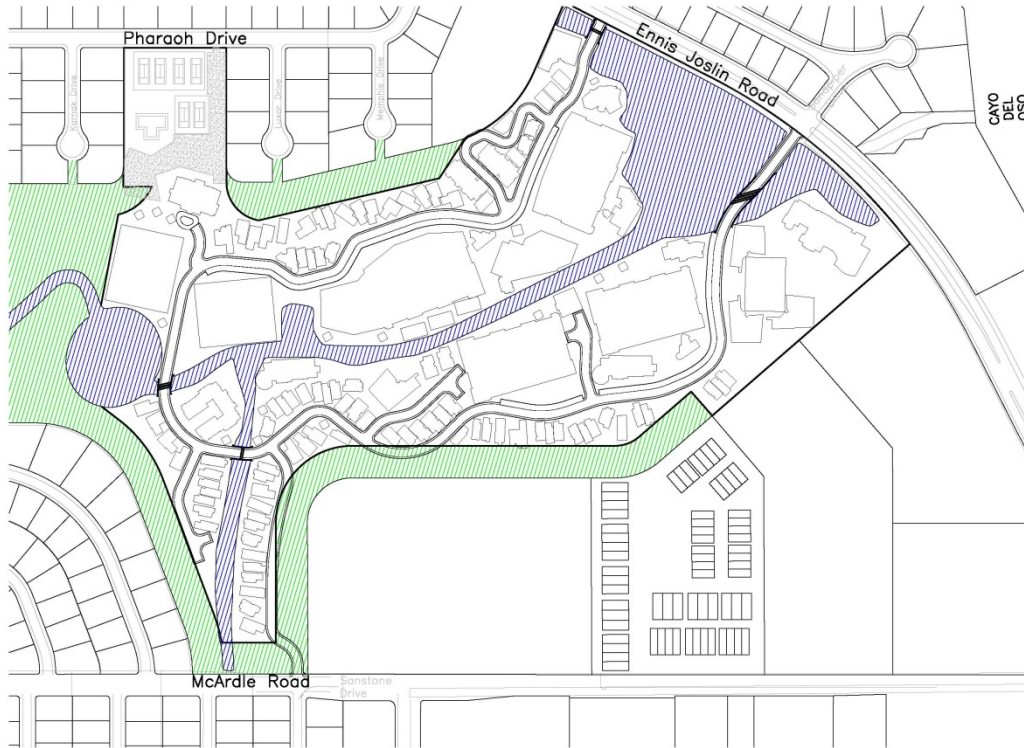 Pharaoh Drive
Ennis Joslin Road
CAYO
DEL
OSO
Karnak Drive
Luxor Drive
Memphis Drive
McArdle Road
Sanstone
Drive